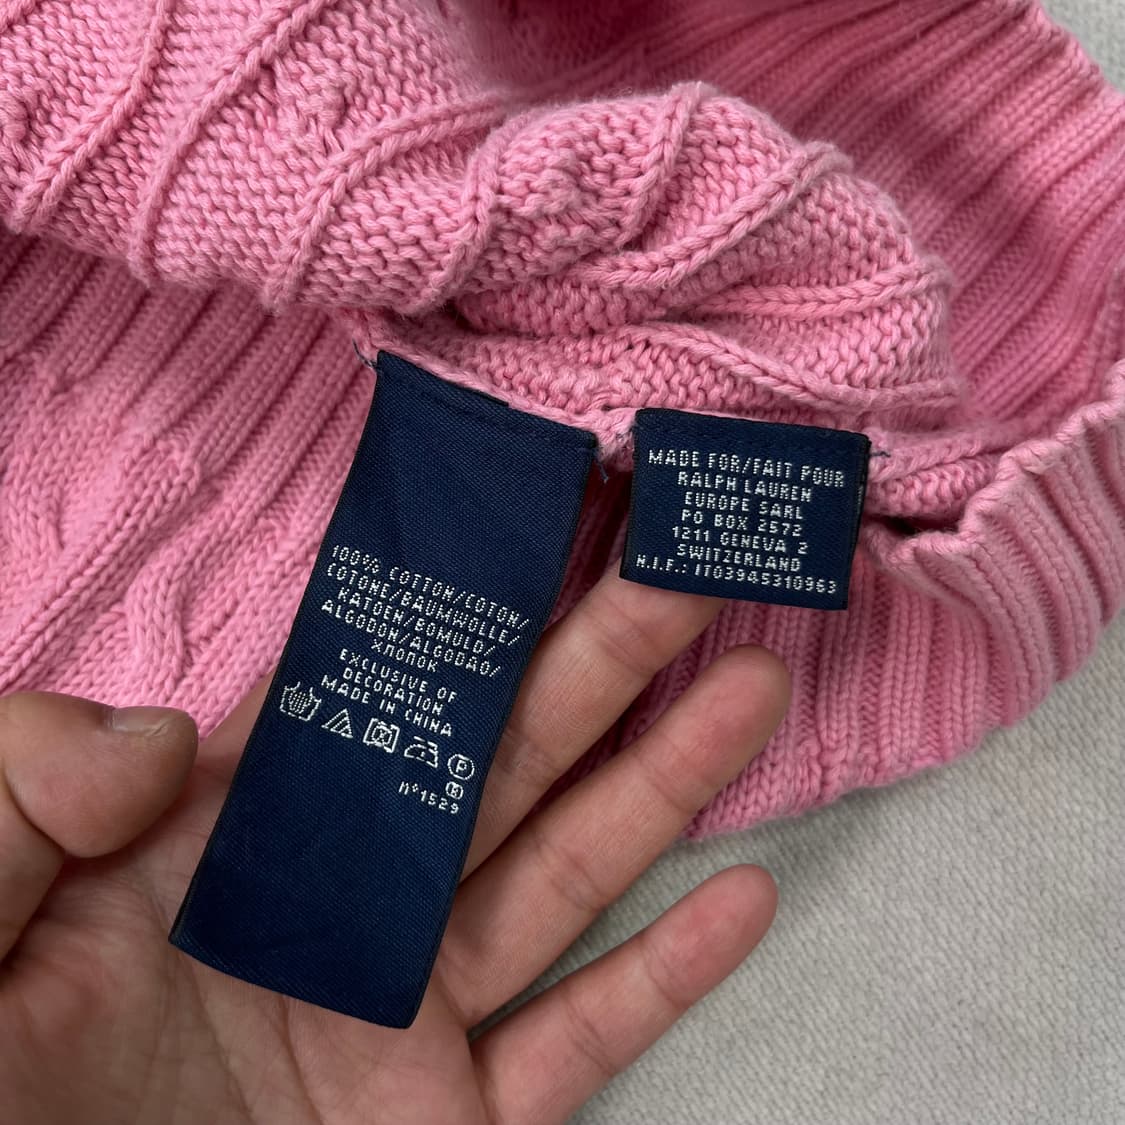 100% COTTON/COTON/
COTONE/BAUMWOLLE/
KATOEN/BOMULD/
ALGODON/ALGODAO/
ХЛОПОК
EXCLUSIVE OF
DECORATION
MADE IN CHINA
P
n°1529
MADE FOR/FAIT POUR
RALPH LAUREN
EUROPE SARL
PO BOX 2572
1211 GENEVA 2
SWITZERLAND
N.I.F.: IT03945310963